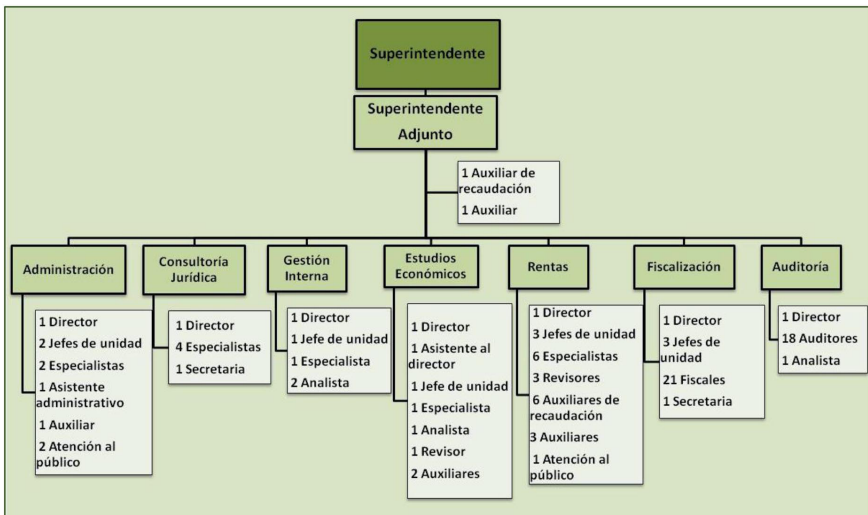 Superintendente
Superintendente
Adjunto
1 Auxiliar de
recaudación
1 Auxiliar
Administración
1 Director
2 Jefes de unidad
2 Especialistas
1 Asistente
administrativo
1 Auxiliar
2 Atención al
público
Consultoría
Jurídica
1 Director
4 Especialistas
1 Secretaria
Gestión
Interna
1 Director
1 Jefe de unidad
1 Especialista
2 Analista
Estudios
Económicos
1 Director
1 Asistente al
director
1 Jefe de unidad
1 Especialista
1 Analista
1 Revisor
2 Auxiliares
Rentas
1 Director
3 Jefes de unidad
6 Especialistas
3 Revisores
6 Auxiliares de
recaudación
3 Auxiliares
1 Atención al
público
Fiscalización
1 Director
3 Jefes de
unidad
21 Fiscales
1 Secretaria
Auditoría
1 Director
18 Auditores
1 Analista